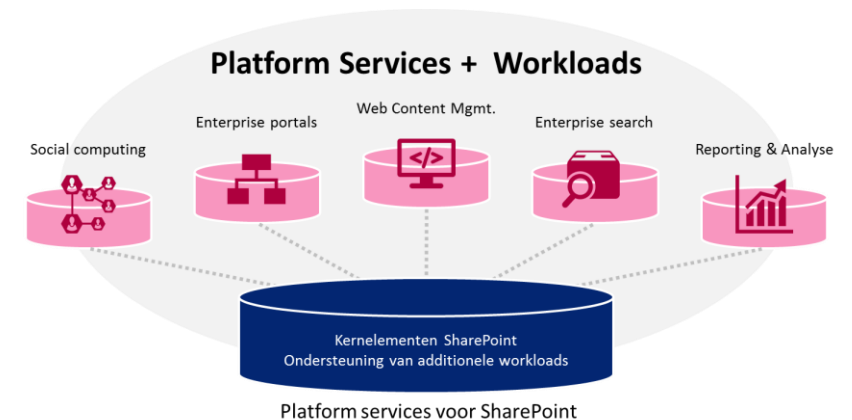 Platform Services + Workloads
Web Content Mgmt.
Enterprise portals
Enterprise search
Social computing
Reporting & Analyse
</>
Kernelementen SharePoint
Ondersteuning van additionele workloads
Platform services voor SharePoint